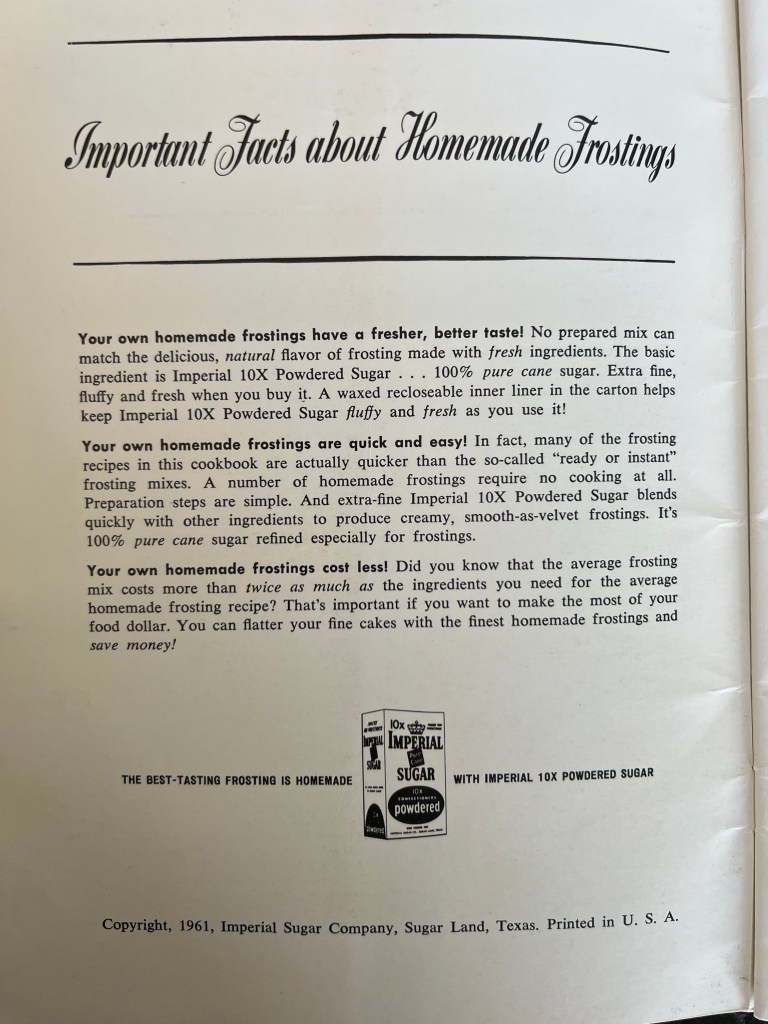 Important Facts about Homemade Frostings
Your own homemade frostings have a fresher, better taste! No prepared mix can
match the delicious, natural flavor of frosting made with fresh ingredients. The basic
ingredient is Imperial 10X Powdered Sugar . . . 100% pure cane sugar. Extra fine,
fluffy and fresh when you buy it. A waxed recloseable inner liner in the carton helps
keep Imperial 10X Powdered Sugar fluffy and fresh as you use it!
Your own homemade frostings are quick and easy! In fact, many of the frosting
recipes in this cookbook are actually quicker than the so-called "ready or instant"
frosting mixes. A number of homemade frostings require no cooking at all.
Preparation steps are simple. And extra-fine Imperial 10X Powdered Sugar blends
quickly with other ingredients to produce creamy, smooth-as-velvet frostings. It's
100% pure cane sugar refined especially for frostings.
Your own homemade frostings cost less! Did you know that the average frosting
mix costs more than twice as much as the ingredients you need for the average
homemade frosting recipe? That's important if you want to make the most of your
food dollar. You can flatter your fine cakes with the finest homemade frostings and
save money!
THE BEST-TASTING FROSTING IS HOMEMADE
IMPERIAL
SUGAR
powdered
10x
IMPERIAL
Pure
Cane
SUGAR
10X
CONFECTIONERS
powdered
WITH IMPERIAL 10X POWDERED SUGAR
Copyright, 1961, Imperial Sugar Company, Sugar Land, Texas. Printed in U. S. A.